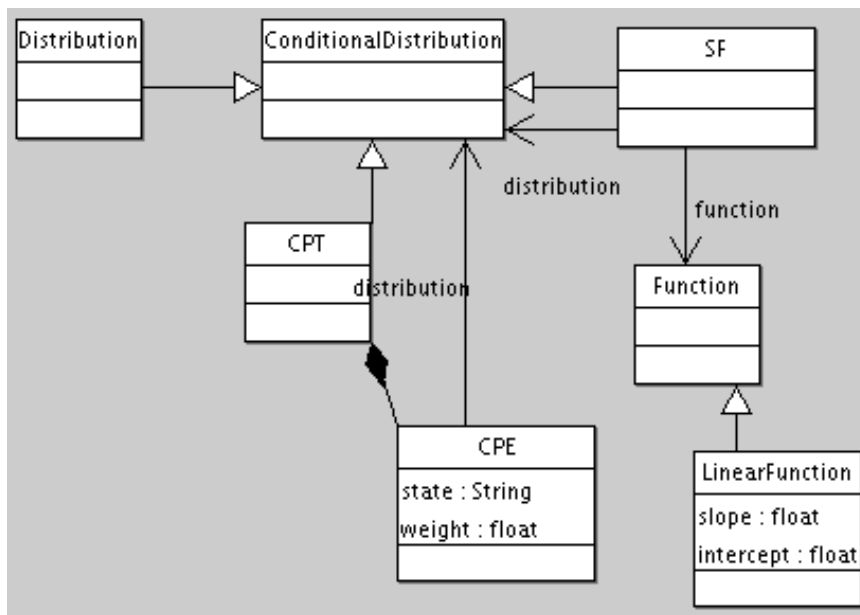 Distribution
ConditionalDistribution
SF
distribution
function
CPT
distribution
Function
CPE
state : String
weight : float
LinearFunction
slope : float
intercept : float